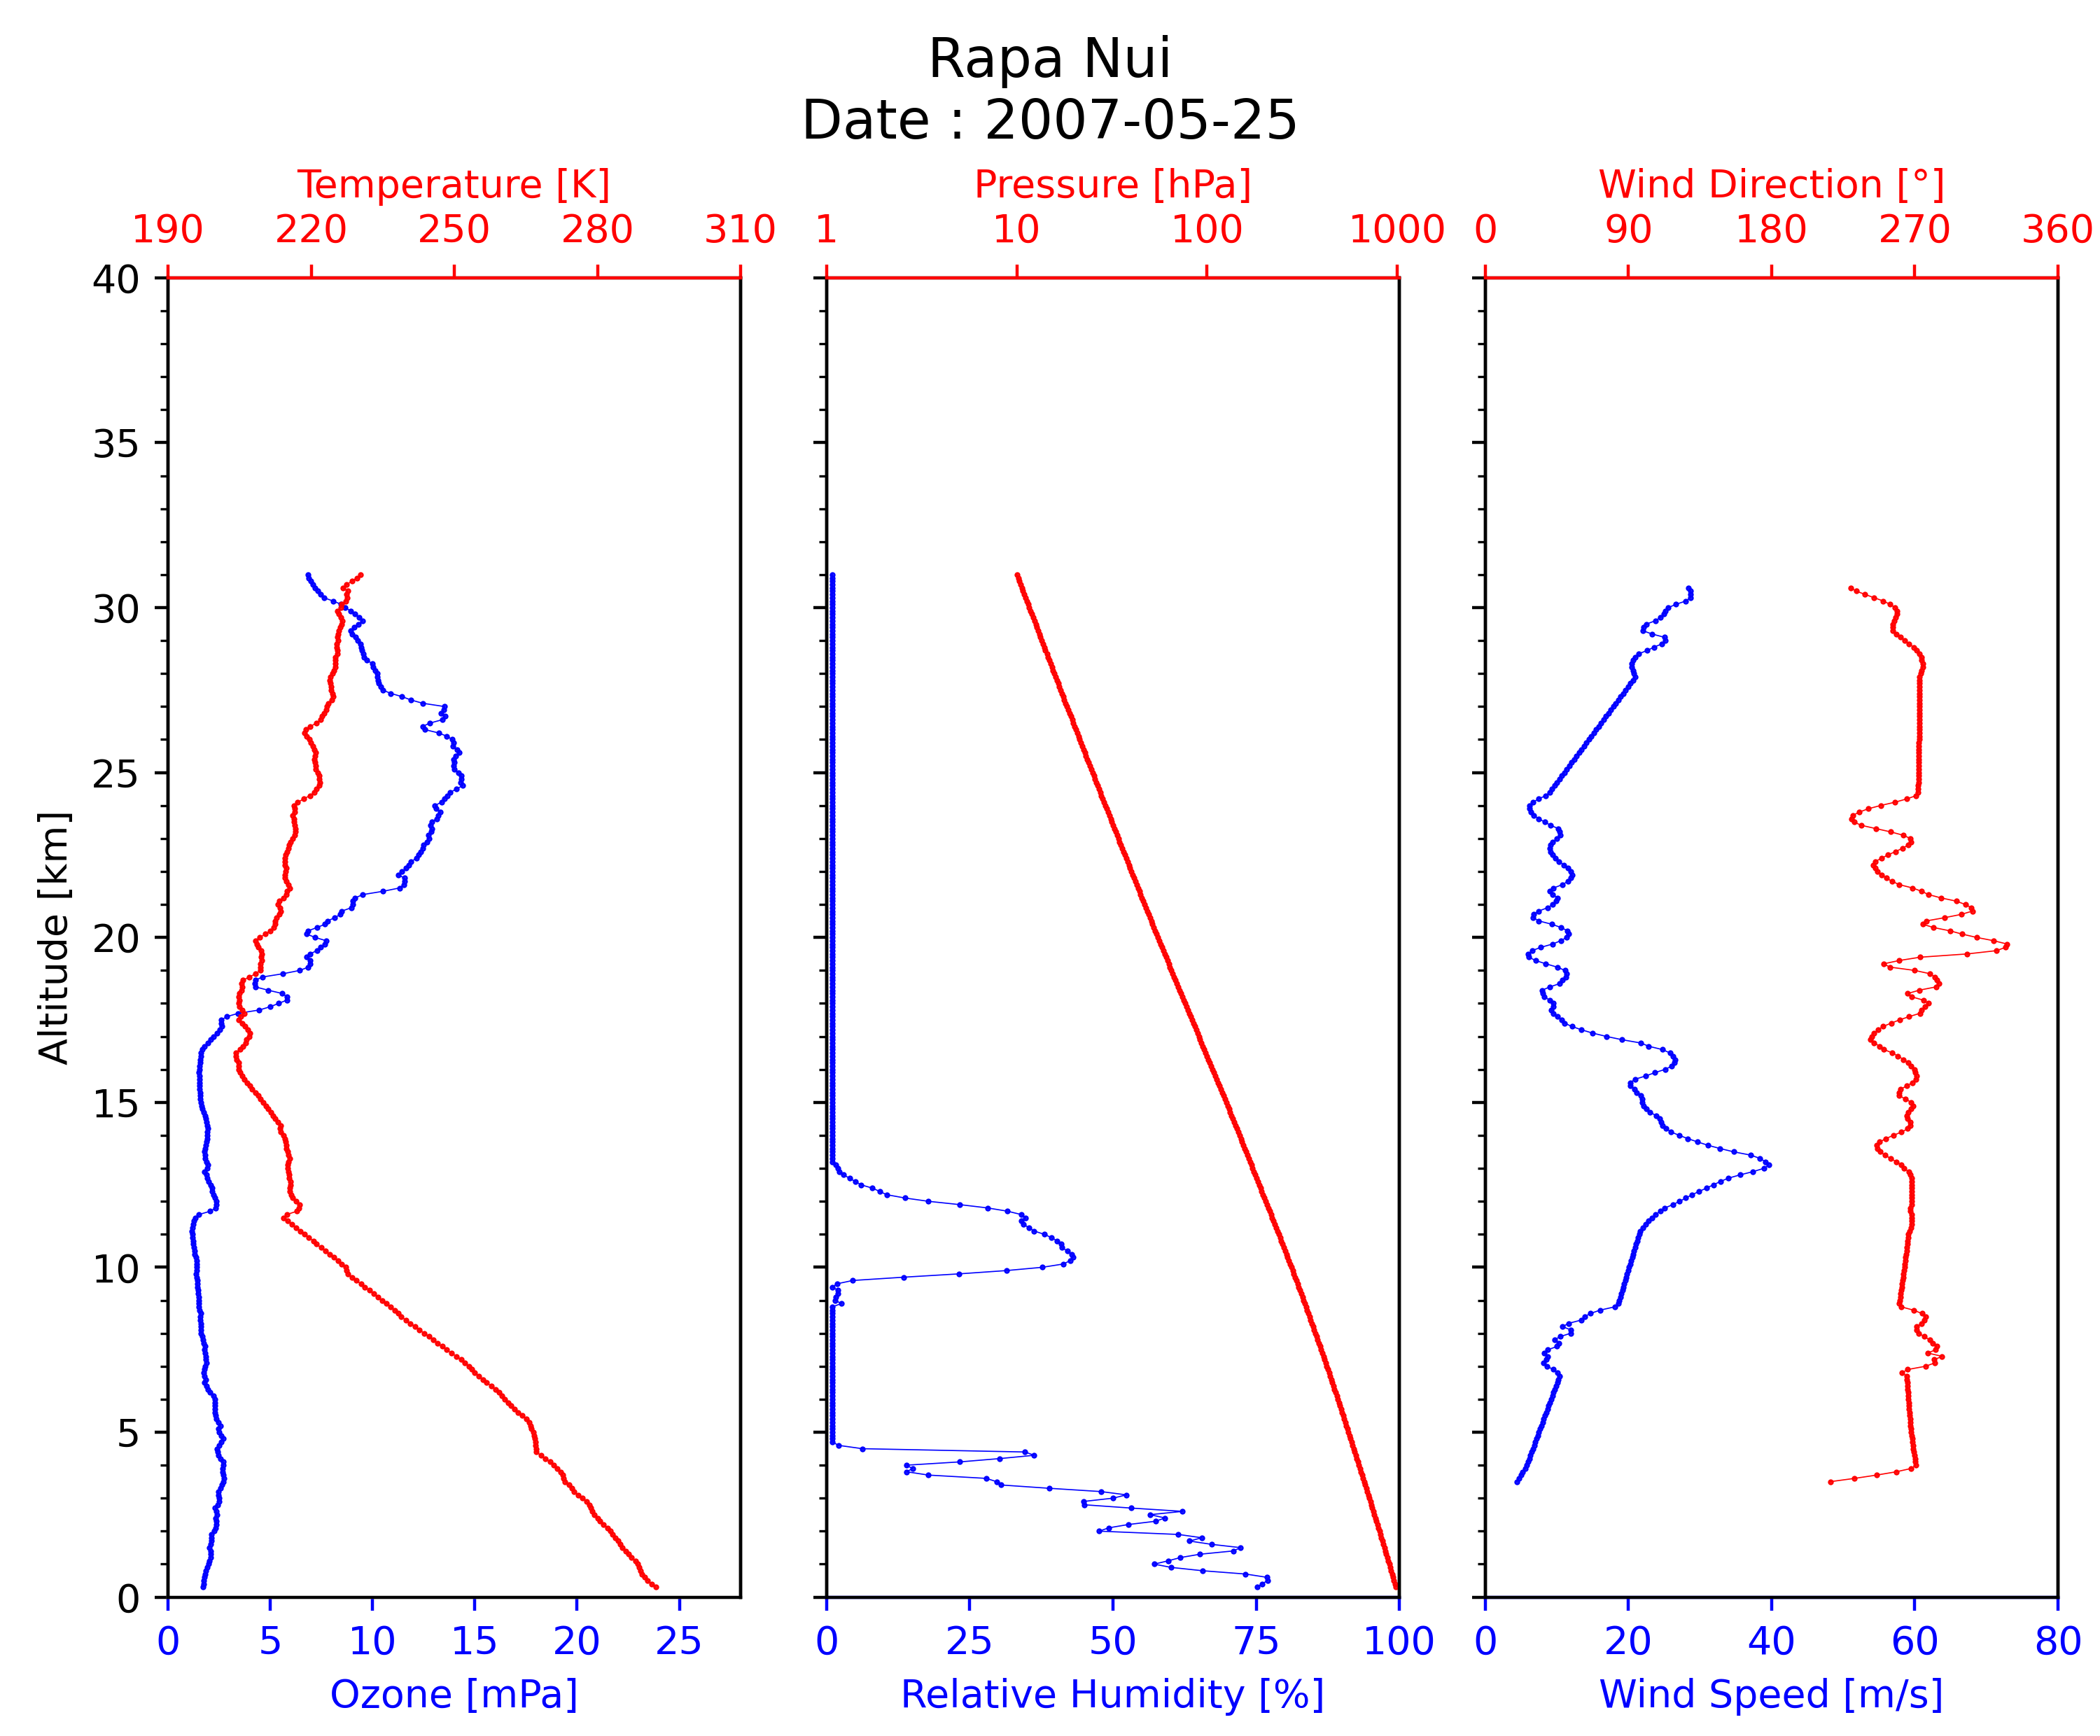 Rapa Nui
Date : 2007-05-25
Temperature [K]
190 220 250 280 310
Pressure [hPa]
1 10 100 1000
Wind Direction [°]
0 90 180 270 360
40
35
30
25
20
15
10
5
0
Altitude [km]
0 5 10 15 20 25
Ozone [mPa]
0 25 50 75 100
Relative Humidity [%]
0 20 40 60 80
Wind Speed [m/s]